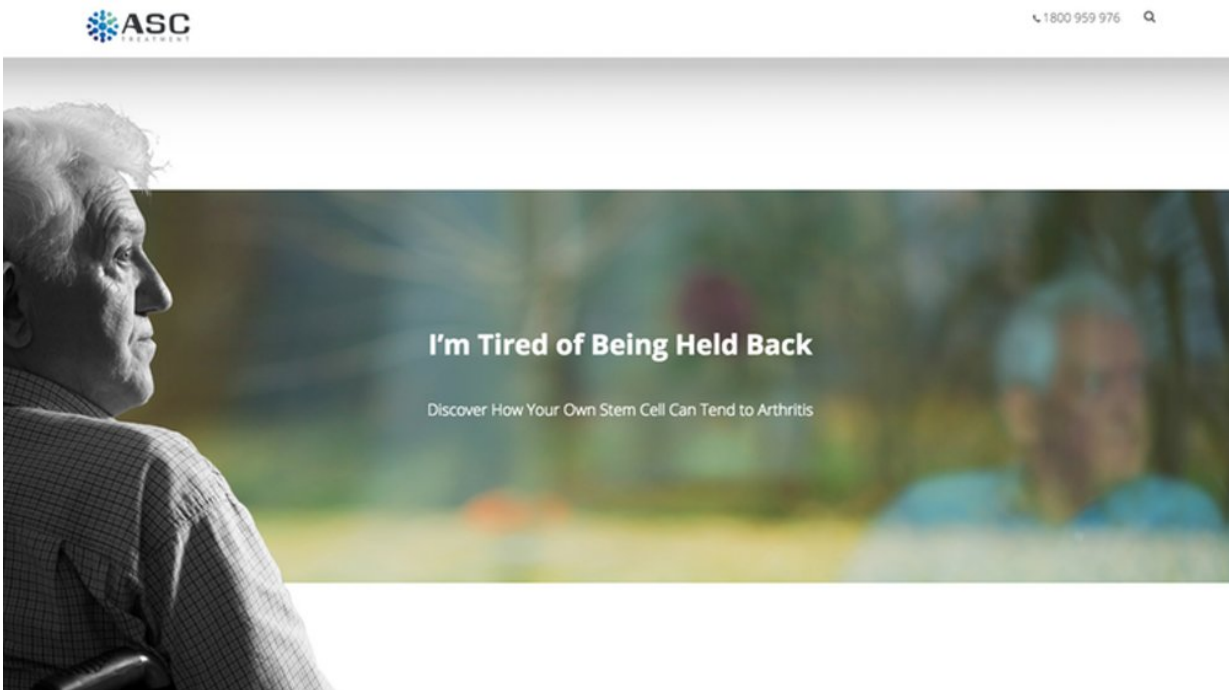 ASC
TREATMENT
1800 959 976
I'm Tired of Being Held Back
Discover How Your Own Stem Cell Can Tend to Arthritis